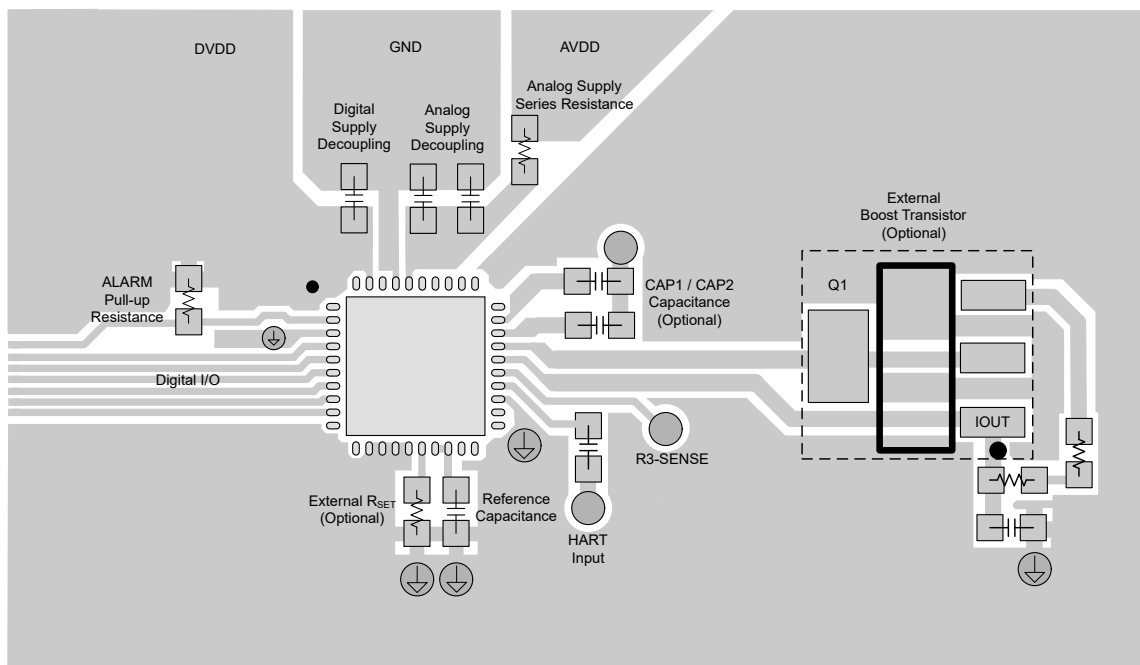 DVDD
GND
AVDD
Analog Supply
Series Resistance
Digital
Supply
Decoupling
Analog
Supply
Decoupling
External
Boost Transistor
(Optional)
ALARM
Pull-up
Resistance
CAP1 / CAP2
Capacitance
(Optional)
Q1
Digital I/O
IOUT
R3-SENSE
External RSET
(Optional)
Reference
Capacitance
HART
Input